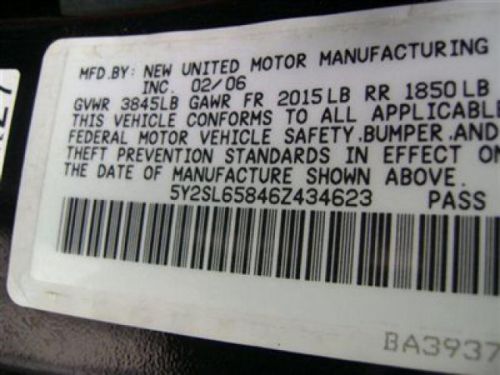 MFD.BY: NEW UNITED MOTOR MANUFACTURING
INC. 02/06
GVWR 3845LB GAWR FR 2015LB RR 1850LB
THIS VEHICLE CONFORMS TO ALL APPLICABLE
FEDERAL MOTOR VEHICLE SAFETY,BUMPER,AND
THEFT PREVENTION STANDARDS IN EFFECT ON
THE DATE OF MANUFACTURE SHOWN ABOVE.
5Y2SL65846Z434623 PASS
BA3937